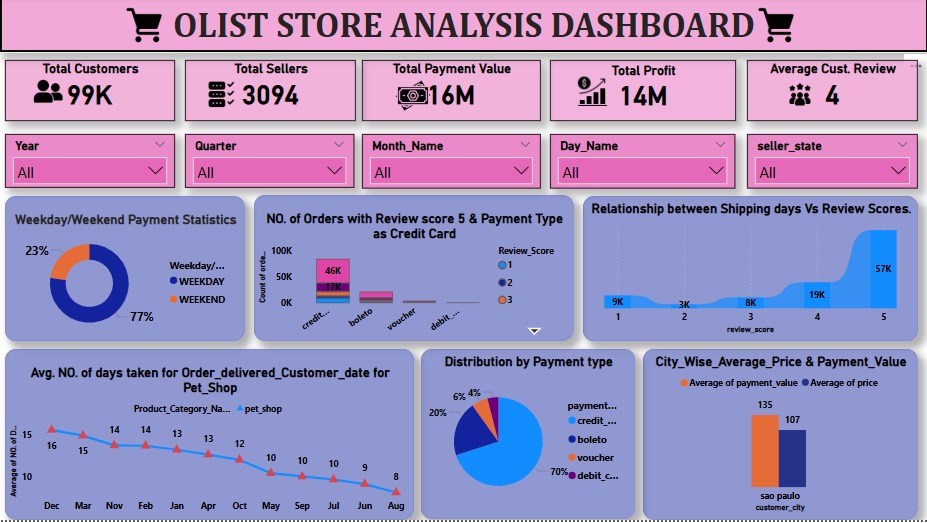 OLIST STORE ANALYSIS DASHBOARD
Total Customers
99K
Total Sellers
3094
Total Payment Value
16M
Total Profit
14M
Average Cust. Review
4
Year
All
Quarter
All
Month_Name
All
Day_Name
All
seller_state
All
Weekday/Weekend Payment Statistics
23%
77%
Weekday/...
WEEKDAY
WEEKEND
NO. of Orders with Review score 5 & Payment Type
as Credit Card
Count of orde...
100K
50K
0K
46K
17K
credit...
boleto
voucher
debit_...
Review_Score
1
2
3
Relationship between Shipping days Vs Review Scores.
9K
3K
8K
19K
57K
1 2 3 4 5
review_score
Avg. NO. of days taken for Order_delivered_Customer_date for
Pet_Shop
Product_Category_Na... pet_shop
Average of NO. of D...
15
10
16 15 14 14 13 13 12 10 10 10 9 8
Dec Mar Nov Feb Jan Apr Oct May Sep Jul Jun Aug
Distribution by Payment type
6% 4%
20%
70%
payment...
credit_...
boleto
voucher
debit_c...
City_Wise_Average_Price & Payment_Value
Average of payment_value Average of price
135
107
sao paulo
customer_city